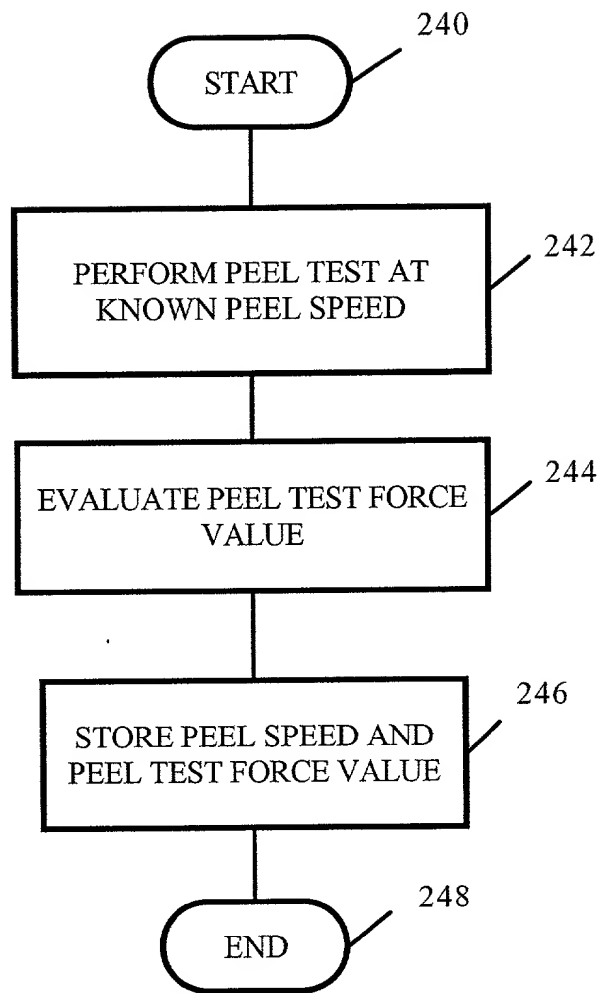 240
START
242
PERFORM PEEL TEST AT
KNOWN PEEL SPEED
244
EVALUATE PEEL TEST FORCE
VALUE
246
STORE PEEL SPEED AND
PEEL TEST FORCE VALUE
248
END